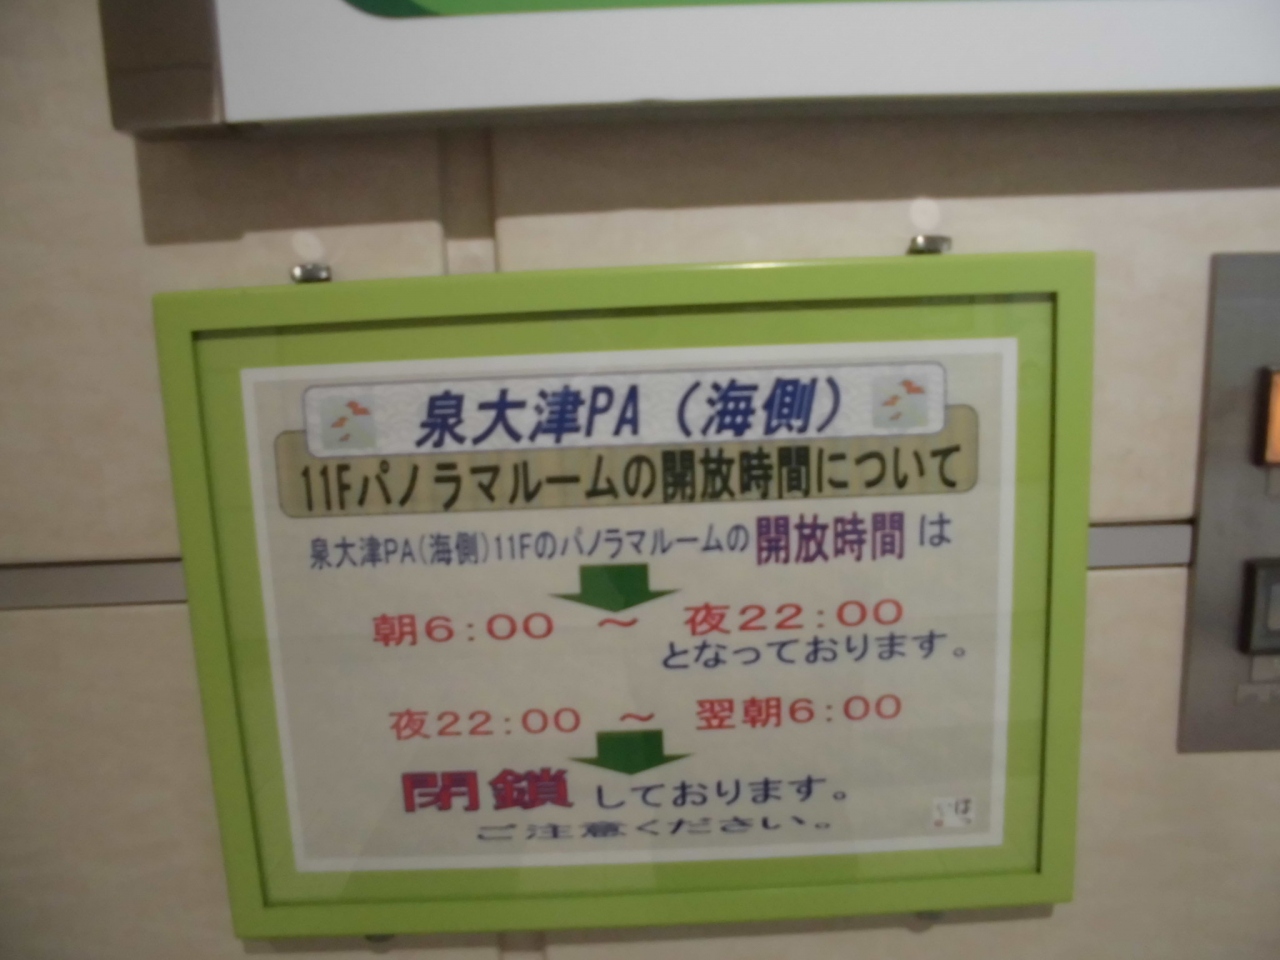 泉大津PA(海側)
11Fパノラマルームの開放時間について
泉大津PA(海側)11Fのパノラマルームの開放時間は
朝6:00 ~ 夜22:00
となっております。
夜22:00 ~ 翌朝6:00
閉鎖しております。
ご注意ください。